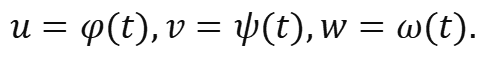 u = φ(t), v = ψ(t), w = ω(t).